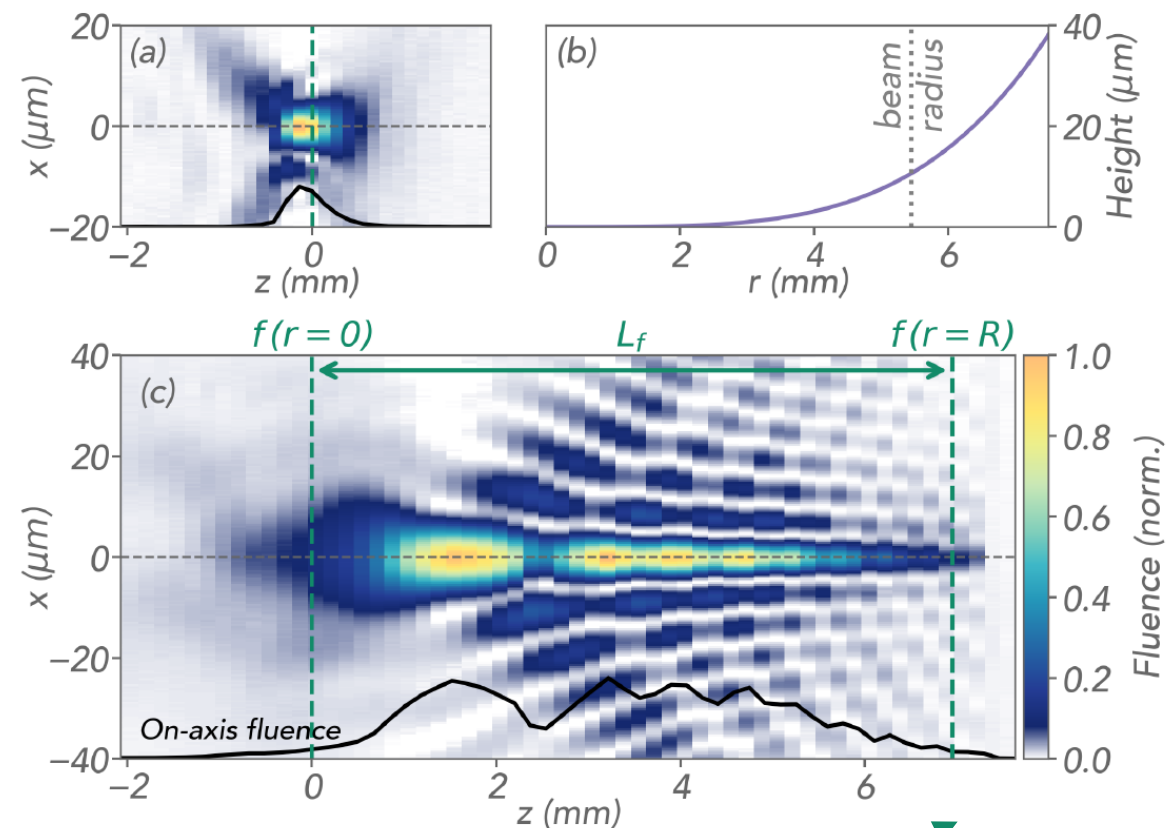 (a)
20
0
−20
x (μm)
−2
0
z (mm)
(b)
beam
radius
40
20
0
Height (μm)
0
2
4
6
r (mm)
f (r = 0)
L_f
f (r = R)
(c)
40
20
0
−20
−40
x (μm)
On-axis fluence
−2
0
2
4
6
z (mm)
1.0
0.8
0.6
0.4
0.2
0.0
Fluence (norm.)